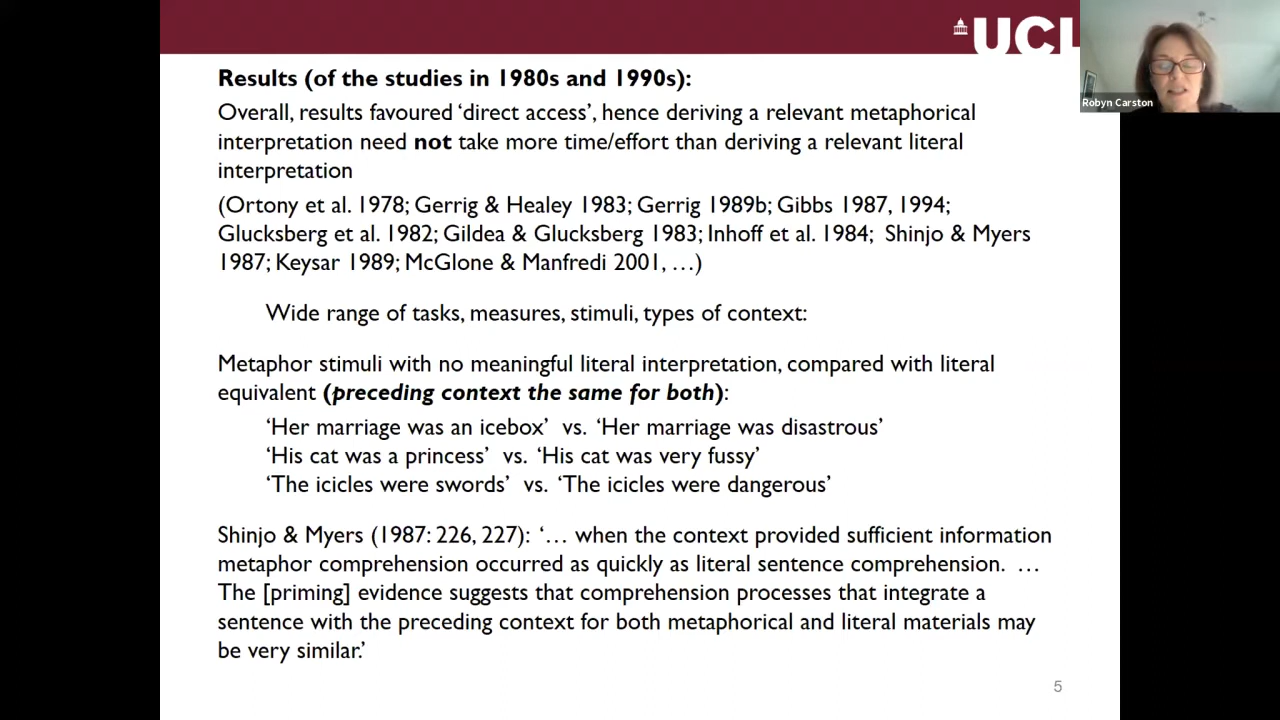 UCL
Robyn Carston
Results (of the studies in 1980s and 1990s):
Overall, results favoured ‘direct access’, hence deriving a relevant metaphorical
interpretation need not take more time/effort than deriving a relevant literal
interpretation
(Ortony et al. 1978; Gerrig & Healey 1983; Gerrig 1989b; Gibbs 1987, 1994;
Glucksberg et al. 1982; Gildea & Glucksberg 1983; Inhoff et al. 1984; Shinjo & Myers
1987; Keysar 1989; McGlone & Manfredi 2001, …)
Wide range of tasks, measures, stimuli, types of context:
Metaphor stimuli with no meaningful literal interpretation, compared with literal
equivalent (preceding context the same for both):
‘Her marriage was an icebox’ vs. ‘Her marriage was disastrous’
‘His cat was a princess’ vs. ‘His cat was very fussy’
‘The icicles were swords’ vs. ‘The icicles were dangerous’
Shinjo & Myers (1987: 226, 227): ‘… when the context provided sufficient information
metaphor comprehension occurred as quickly as literal sentence comprehension. …
The [priming] evidence suggests that comprehension processes that integrate a
sentence with the preceding context for both metaphorical and literal materials may
be very similar.’
5